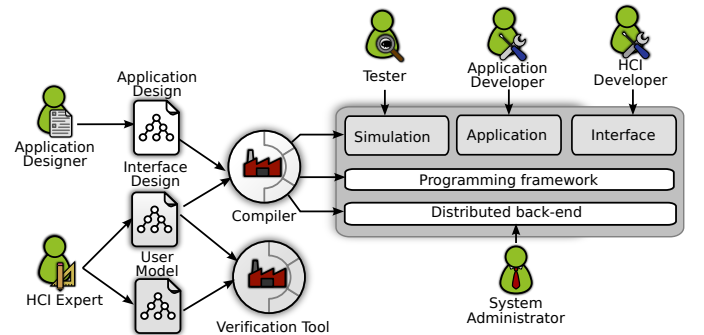 Tester
Application
Developer
HCI
Developer
Application
Design
Application
Designer
Simulation
Application
Interface
Interface
Design
Programming framework
Compiler
Distributed back-end
User
Model
HCI Expert
System
Administrator
Verification Tool